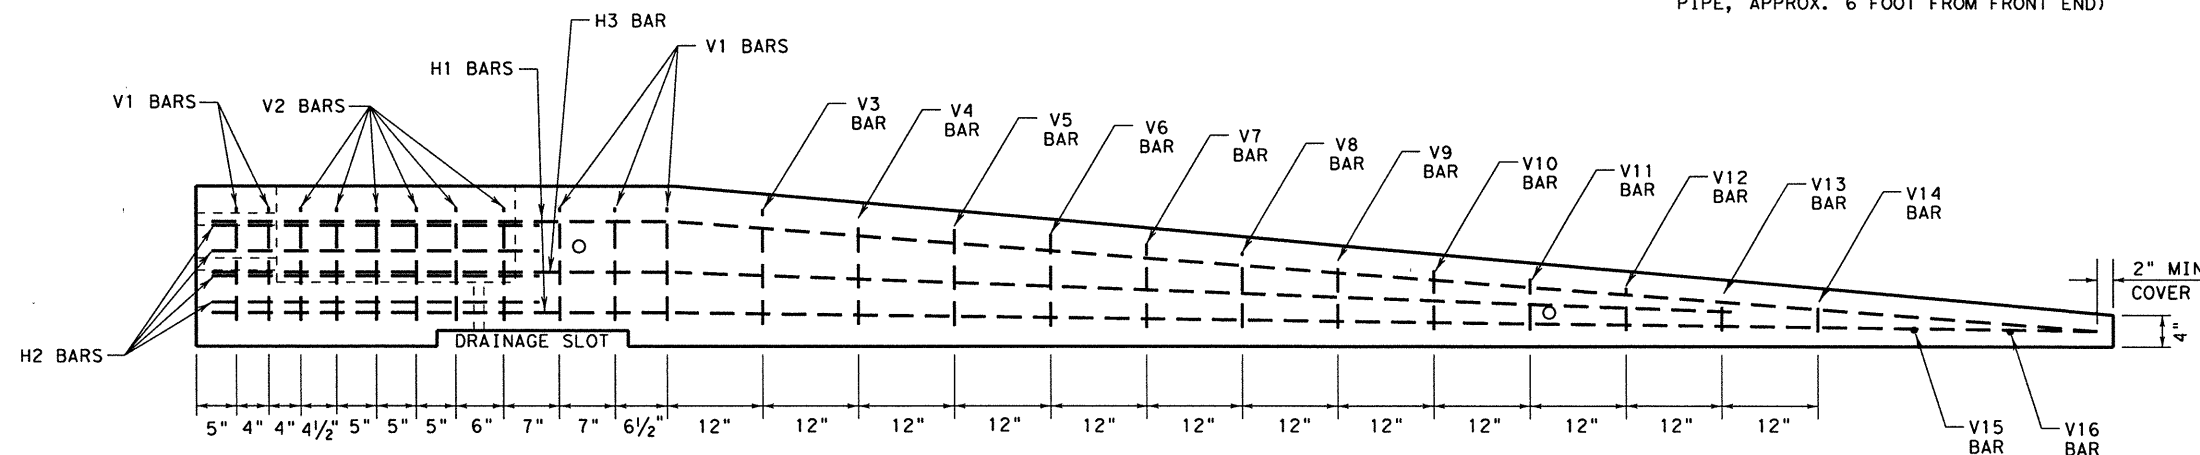 PIPE, APPROX. 6 FOOT FROM FRONT END)
H3 BAR
V1 BARS
H1 BARS
V1 BARS
V2 BARS
V3
BAR
V4
BAR
V5
BAR
V6
BAR
V7
BAR
V8
BAR
V9
BAR
V10
BAR
V11
BAR
V12
BAR
V13
BAR
V14
BAR
2" MIN
COVER
4"
DRAINAGE SLOT
H2 BARS
5" 4" 4" 4½" 5" 5" 5" 6" 7" 7" 6½" 12" 12" 12" 12" 12" 12" 12" 12" 12" 12" 12" 12"
V15
BAR
V16
BAR